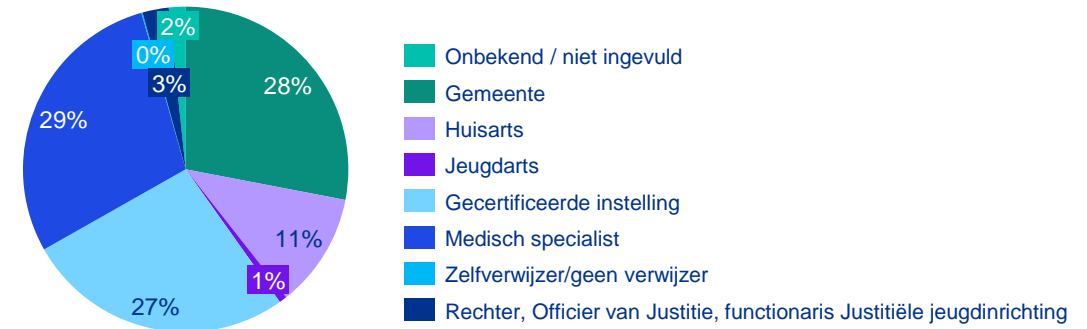 2%
0%
3%
28%
29%
11%
1%
27%
Onbekend / niet ingevuld
Gemeente
Huisarts
Jeugdarts
Gecertificeerde instelling
Medisch specialist
Zelfverwijzer/geen verwijzer
Rechter, Officier van Justitie, functionaris Justitiële jeugdinrichting